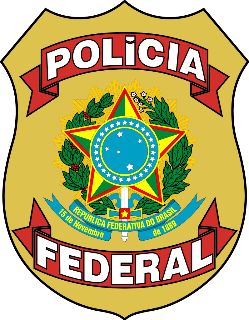 POLÍCIA
REPÚBLICA FEDERATIVA DO BRASIL
15 de Novembro de 1889
FEDERAL